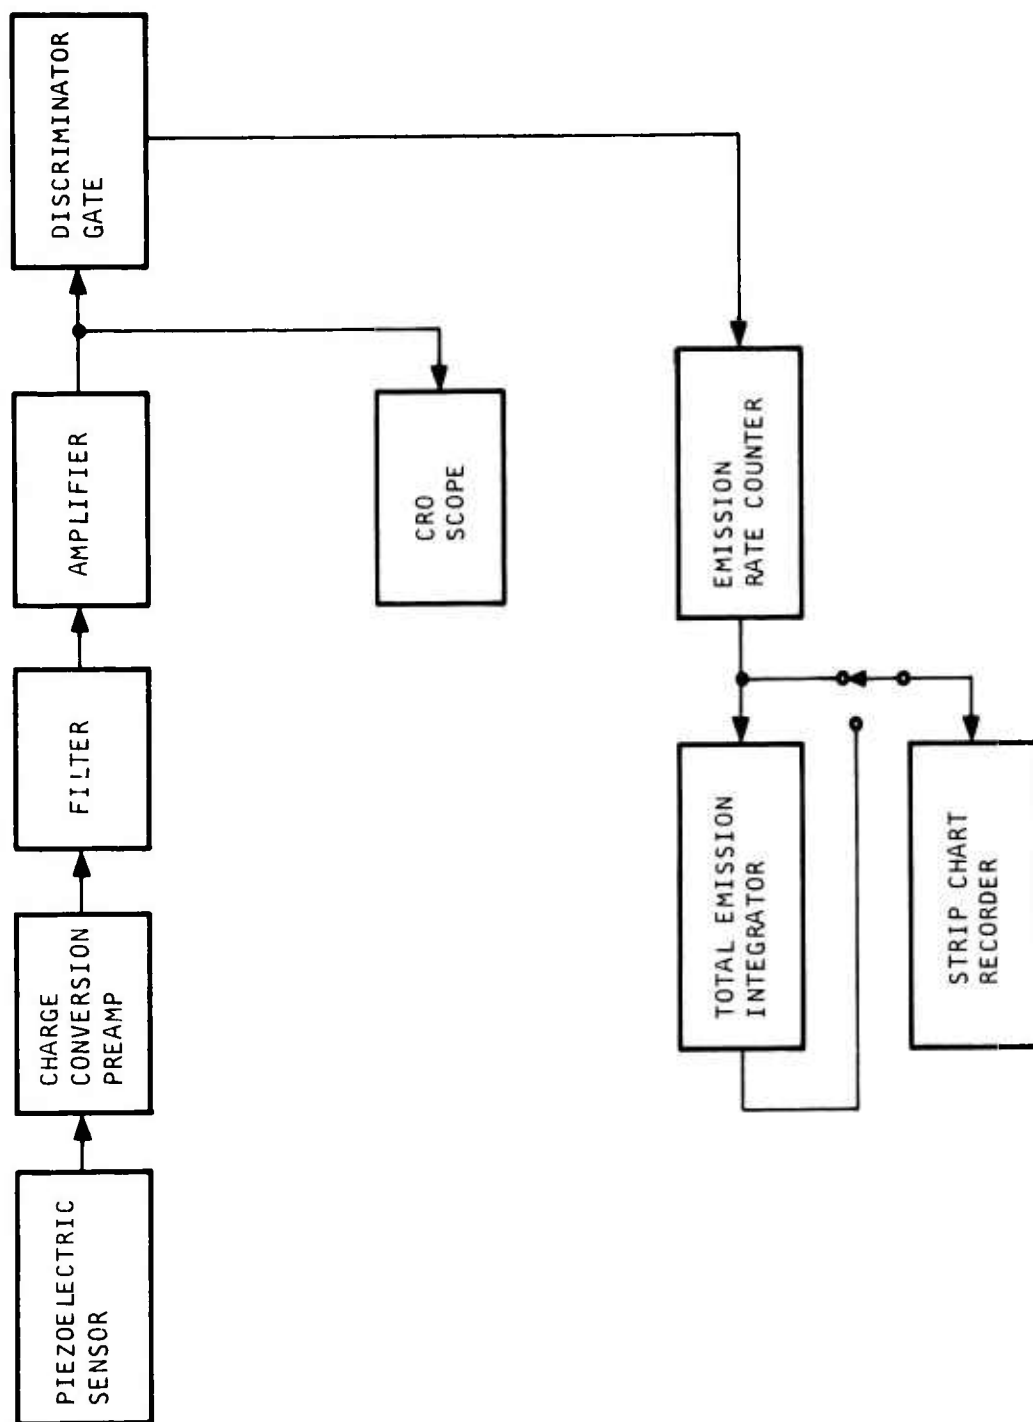 PIEZOELECTRIC
SENSOR
CHARGE
CONVERSION
PREAMP
FILTER
AMPLIFIER
DISCRIMINATOR
GATE
CRO
SCOPE
EMISSION
RATE COUNTER
TOTAL EMISSION
INTEGRATOR
STRIP CHART
RECORDER